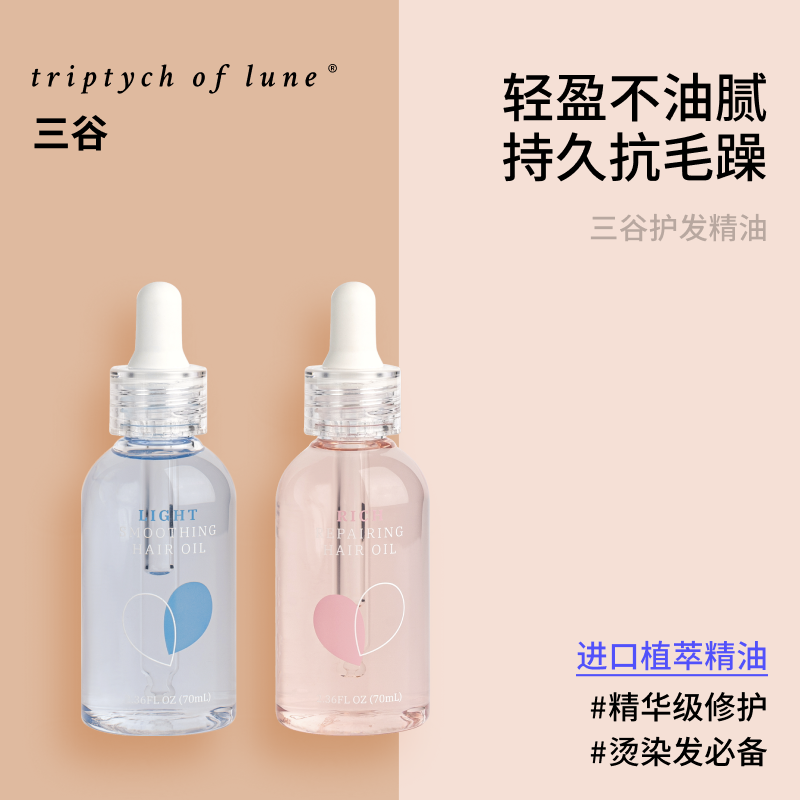 triptych of lune®
三谷
轻盈不油腻
持久抗毛躁
三谷护发精油
LIGHT
SMOOTHING
HAIR OIL
REPAIRING
HAIR OIL
(70mL)
FL OZ (70mL)
进口植萃精油
#精华级修护
#烫染发必备